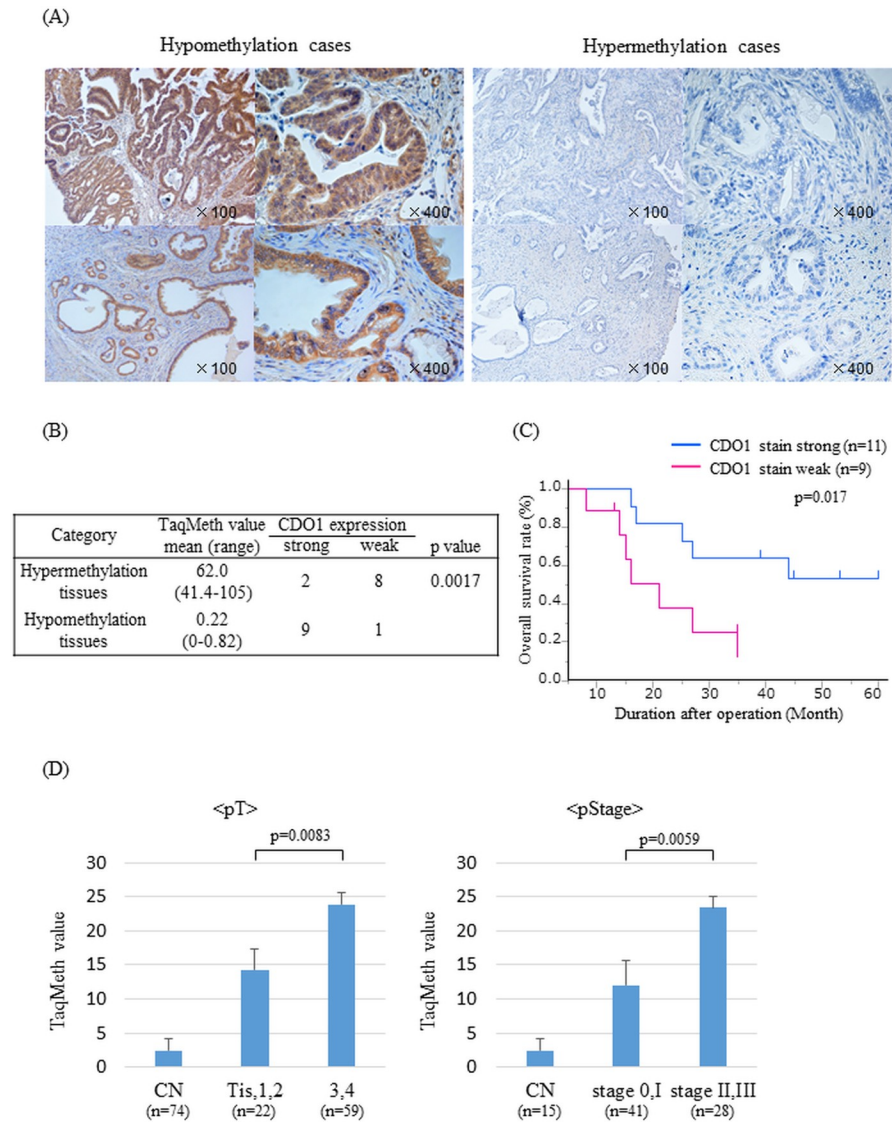 (A)
Hypomethylation cases
Hypermethylation cases
×100
×400
×100
×400
×100
×400
×100
×400
(B)
Category TaqMeth value CDO1 expression p value
mean (range) strong weak
Hypermethylation 62.0 2 8 0.0017
tissues (41.4-105)
Hypomethylation 0.22 9 1
tissues (0-0.82)
(C)
CDO1 stain strong (n=11)
CDO1 stain weak (n=9)
p=0.017
Overall survival rate (%)
1.0
0.8
0.6
0.4
0.2
0.0
10 20 30 40 50 60
Duration after operation (Month)
(D)
<pT>
p=0.0083
TaqMeth value
30
25
20
15
10
5
0
CN Tis,1,2 3,4
(n=74) (n=22) (n=59)
<pStage>
p=0.0059
TaqMeth value
30
25
20
15
10
5
0
CN stage 0,I stage II,III
(n=15) (n=41) (n=28)